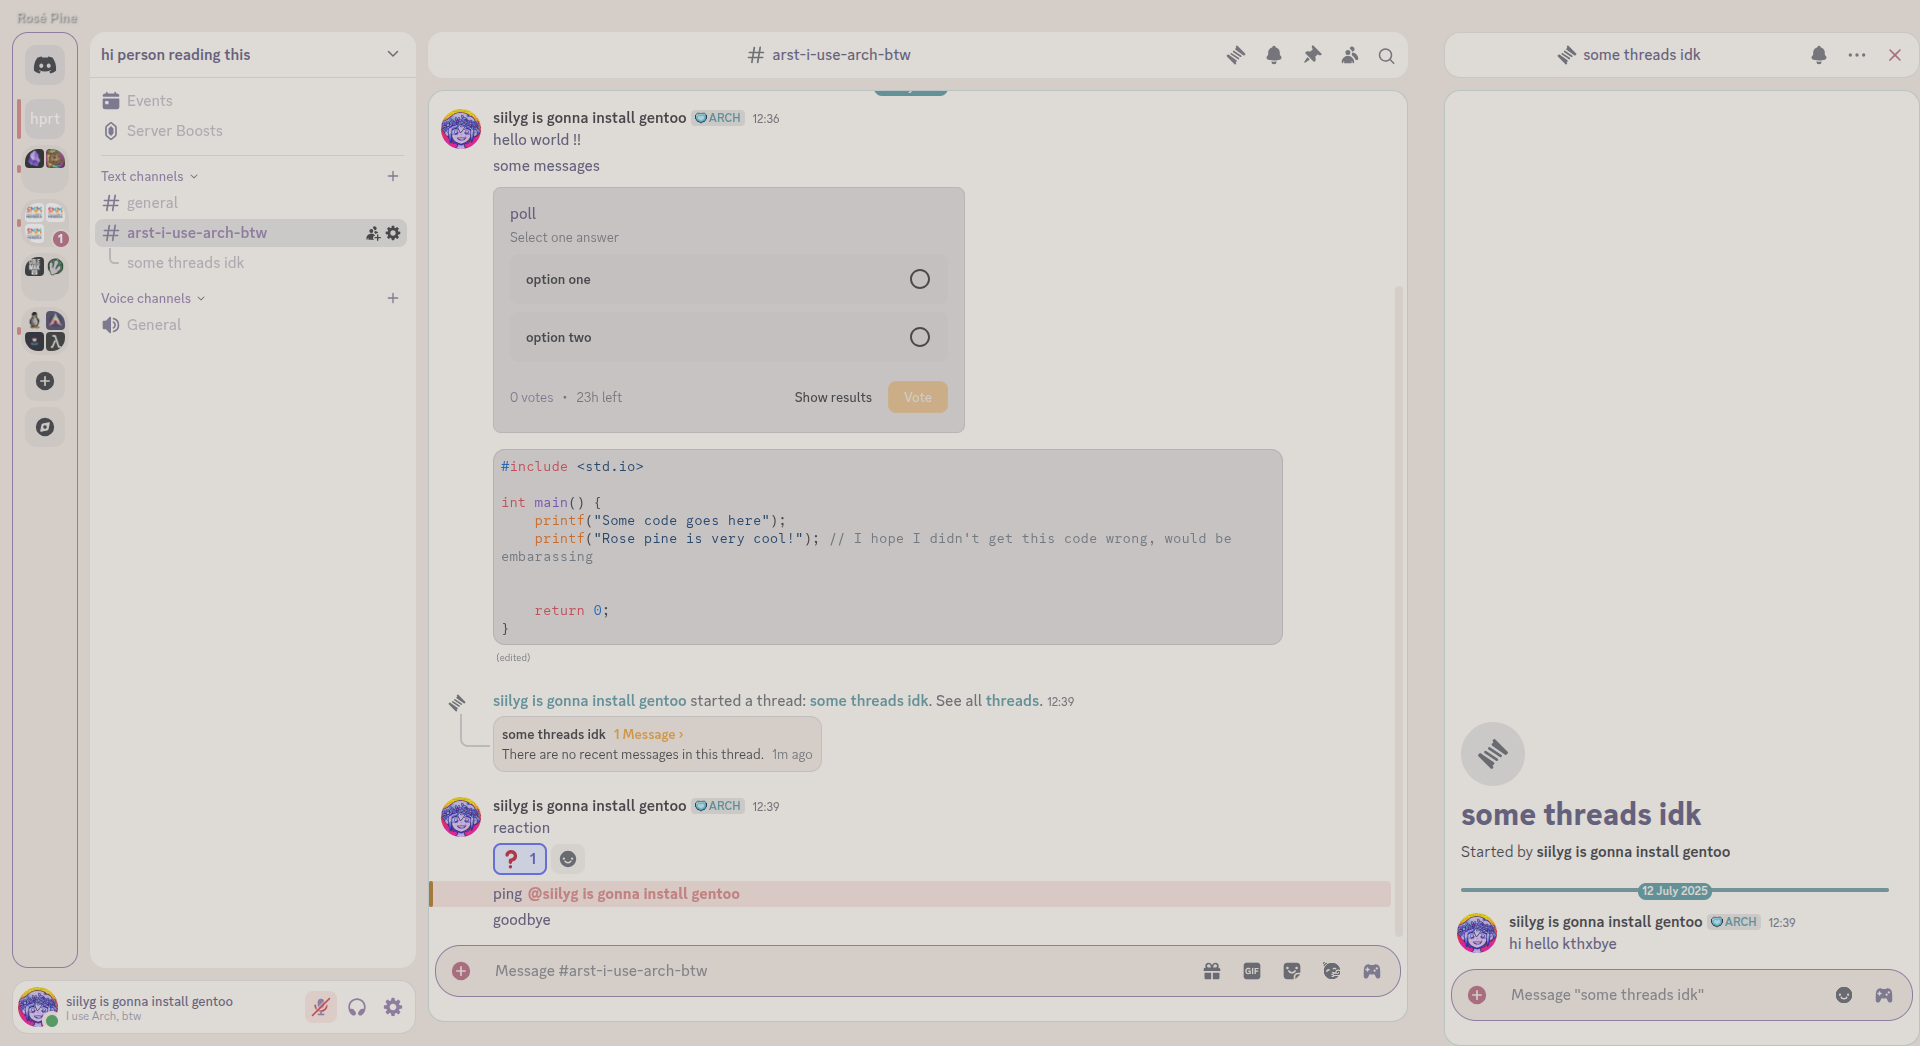 Rosé Pine
hi person reading this
hprt
1
Events
Server Boosts
Text channels
# general
# arst-i-use-arch-btw
some threads idk
Voice channels
General
siilyg is gonna install gentoo
I use Arch, btw
# arst-i-use-arch-btw
siilyg is gonna install gentoo ARCH 12:36
hello world !!
some messages
poll
Select one answer
option one
option two
0 votes • 23h left Show results Vote
#include <std.io>
int main() {
printf("Some code goes here");
printf("Rose pine is very cool!"); // I hope I didn't get this code wrong, would be
embarassing
return 0;
}
(edited)
siilyg is gonna install gentoo started a thread: some threads idk. See all threads. 12:39
some threads idk 1 Message ›
There are no recent messages in this thread. 1m ago
siilyg is gonna install gentoo ARCH 12:39
reaction
❓ 1
ping @siilyg is gonna install gentoo
goodbye
Message #arst-i-use-arch-btw
GIF
some threads idk
some threads idk
Started by siilyg is gonna install gentoo
12 July 2025
siilyg is gonna install gentoo ARCH 12:39
hi hello kthxbye
Message "some threads idk"